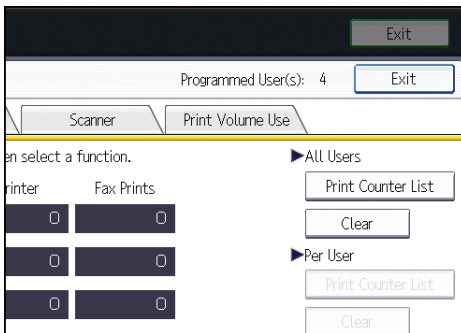 Exit
Programmed User(s): 4 Exit
Scanner Print Volume Use
en select a function. ▶All Users
rinter Fax Prints Print Counter List
0 0 Clear
▶Per User
0 0 Print Counter List
0 0 Clear